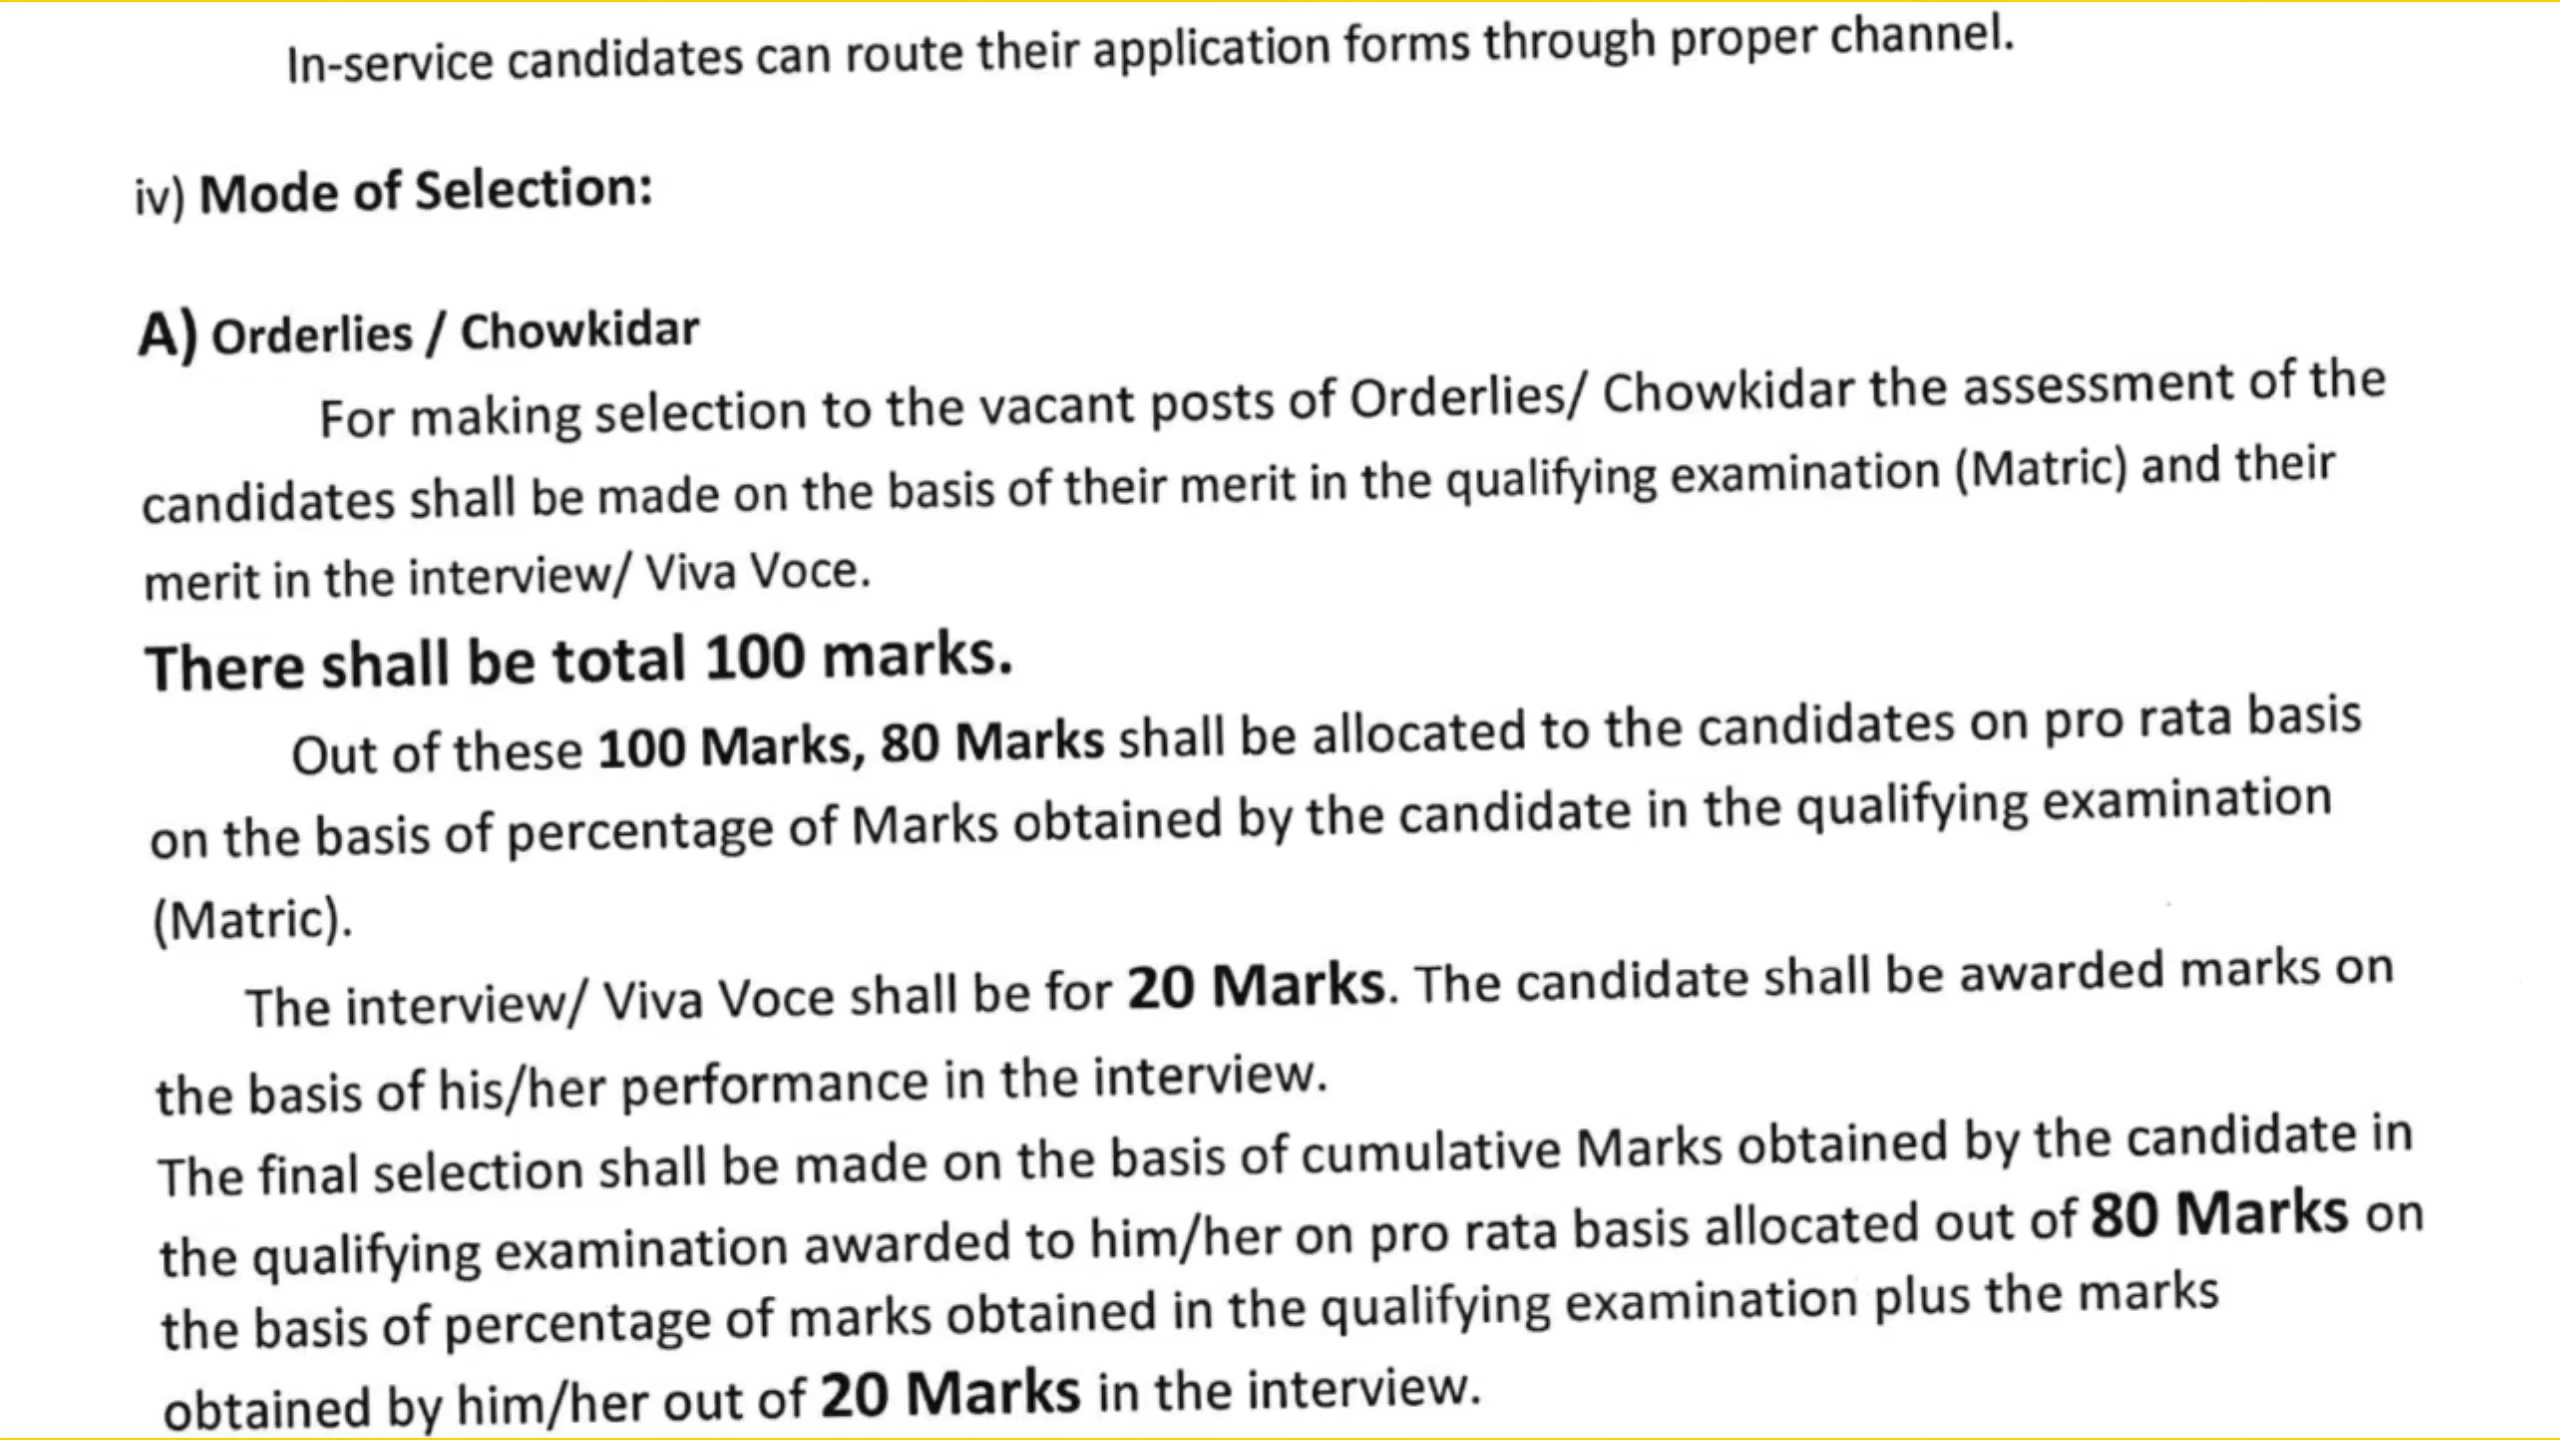 In-service candidates can route their application forms through proper channel.
iv) Mode of Selection:
A) Orderlies / Chowkidar
For making selection to the vacant posts of Orderlies/ Chowkidar the assessment of the
candidates shall be made on the basis of their merit in the qualifying examination (Matric) and their
merit in the interview/ Viva Voce.
There shall be total 100 marks.
Out of these 100 Marks, 80 Marks shall be allocated to the candidates on pro rata basis
on the basis of percentage of Marks obtained by the candidate in the qualifying examination
(Matric).
The interview/ Viva Voce shall be for 20 Marks. The candidate shall be awarded marks on
the basis of his/her performance in the interview.
The final selection shall be made on the basis of cumulative Marks obtained by the candidate in
the qualifying examination awarded to him/her on pro rata basis allocated out of 80 Marks on
the basis of percentage of marks obtained in the qualifying examination plus the marks
obtained by him/her out of 20 Marks in the interview.